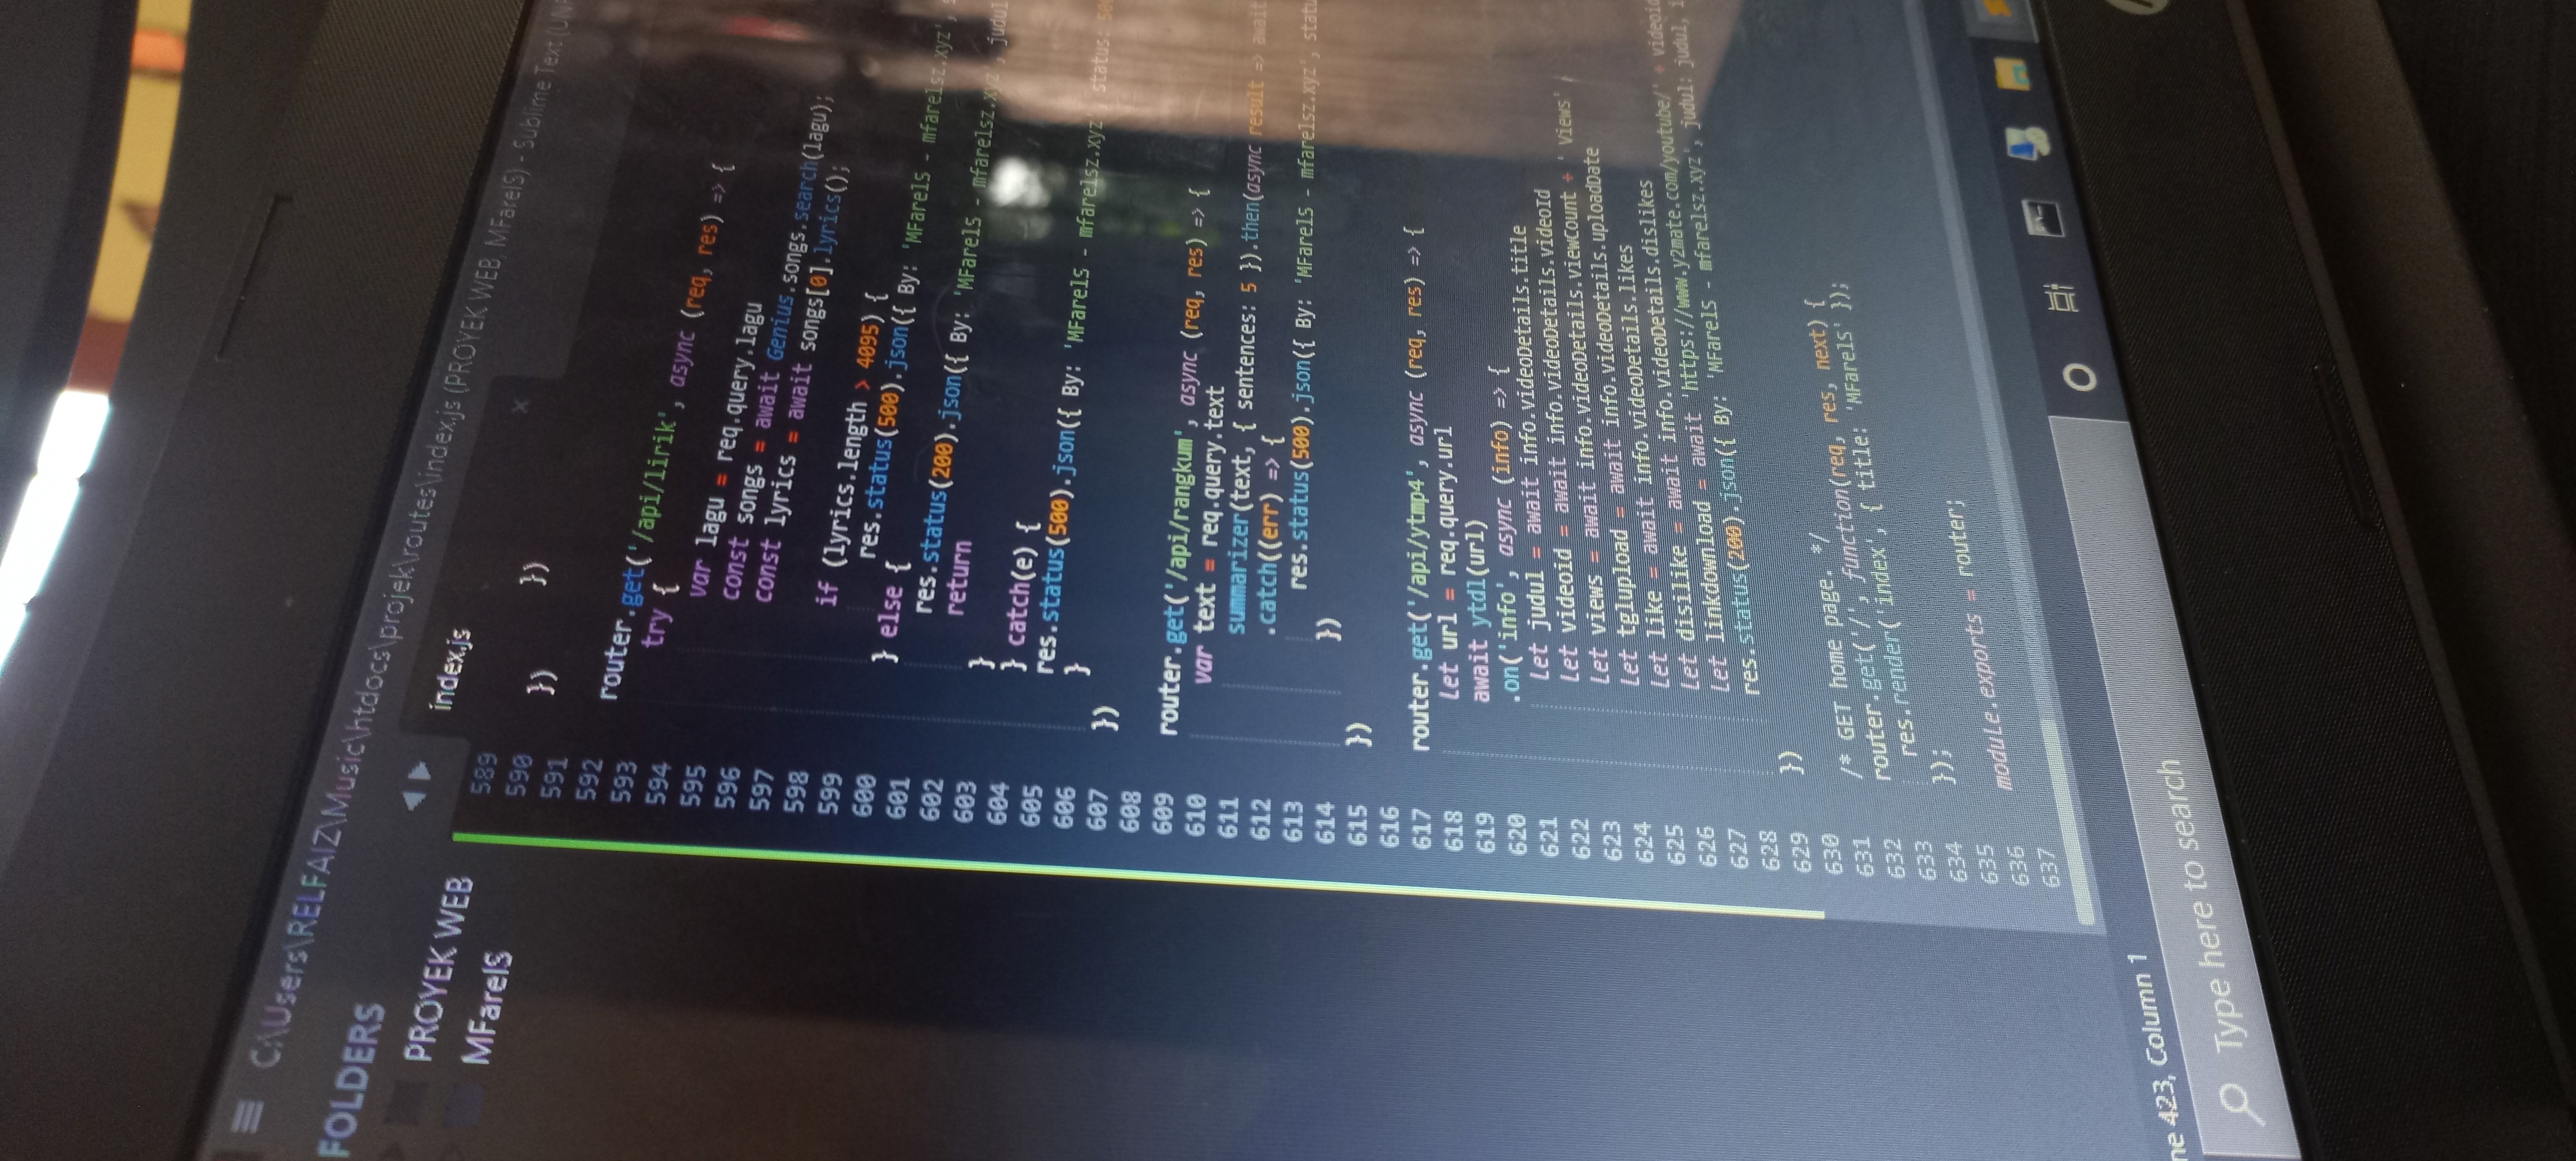 C:\Users\RELFAIZ\Music\htdocs\projek\routes\index.js (PROYEK WEB, MFarelS) - Sublime Text
FOLDERS
PROYEK WEB
MFarelS
index.js
589 })
590 })
591
592
593 router.get('/api/lirik', async (req, res) => {
594 try {
595 var lagu = req.query.lagu
596 const songs = await Genius.songs.search(lagu);
597 const lyrics = await songs[0].lyrics();
598
599 if (lyrics.length > 4095) {
600 res.status(500).json({ By: 'MFarelS - mfarelsz.xyz',
601 } else {
602 res.status(200).json({ By: 'MFarelS - mfarelsz.xyz', judul
603 return
604 }
605 } catch(e) {
606 res.status(500).json({ By: 'MFarelS - mfarelsz.xyz', status:
607 }
608 })
609
610 router.get('/api/rangkum', async (req, res) => {
611 var text = req.query.text
612 summarizer(text, { sentences: 5 }).then(async result => await
613 .catch((err) => {
614 res.status(500).json({ By: 'MFarelS - mfarelsz.xyz',
615 })
616 })
617
618 router.get('/api/ytmp4', async (req, res) => {
619 let url = req.query.url
620 await ytdl(url)
621 .on('info', async (info) => {
622 let judul = await info.videoDetails.title
623 let videoid = await info.videoDetails.videoId
624 let views = await info.videoDetails.viewCount + ' Views'
625 let tglupload = await info.videoDetails.uploadDate
626 let like = await info.videoDetails.likes
627 let disilike = await info.videoDetails.dislikes
628 let linkdownload = await 'https://www.y2mate.com/youtube/' + videoid
629 res.status(200).json({ By: 'MFarelS - mfarelsz.xyz', judul: judul,
630 })
631 /* GET home page. */
632 router.get('/', function(req, res, next) {
633 res.render('index', { title: 'MFarelS' });
634 });
635
636 module.exports = router;
637
423, Column 1
Type here to search